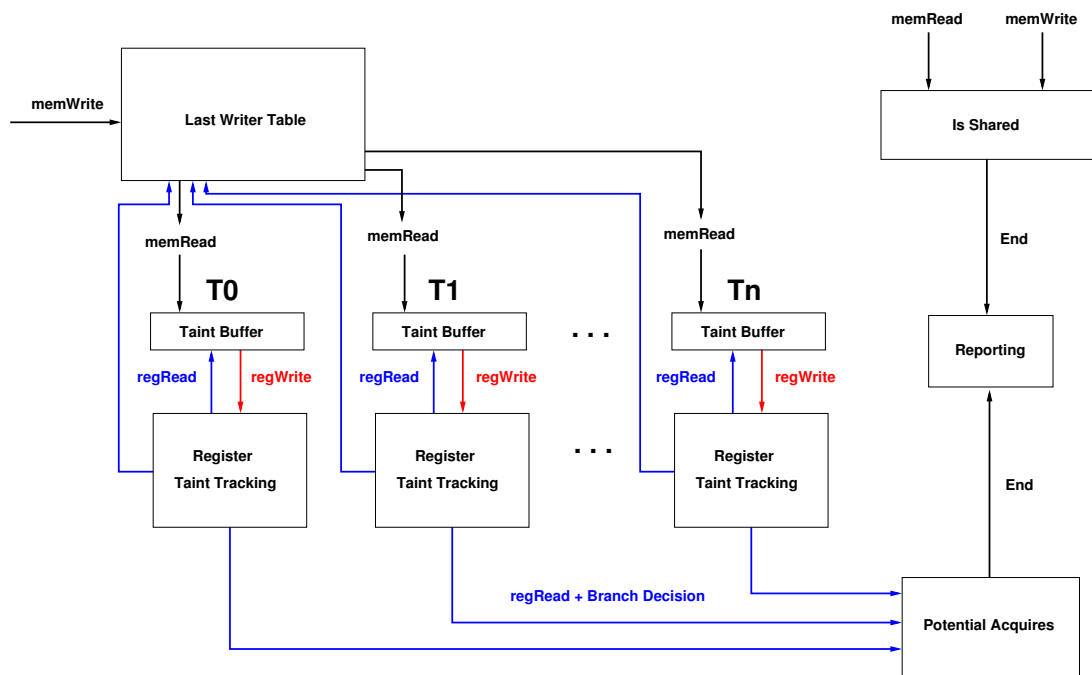 memRead
memWrite
memWrite
Last Writer Table
Is Shared
memRead
memRead
memRead
End
T0
T1
Tn
Taint Buffer
Taint Buffer
. . .
Taint Buffer
Reporting
regRead
regWrite
regRead
regWrite
regRead
regWrite
Register
Taint Tracking
Register
Taint Tracking
. . .
Register
Taint Tracking
End
regRead + Branch Decision
Potential Acquires